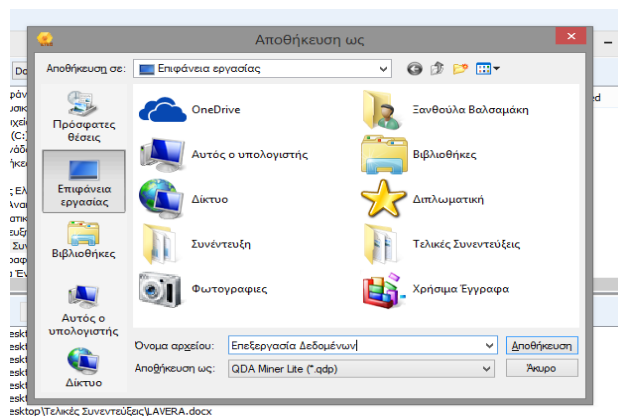 Αποθήκευση ως
Αποθήκευση σε:
Επιφάνεια εργασίας
Πρόσφατες
θέσεις
Επιφάνεια
εργασίας
Βιβλιοθήκες
Αυτός ο
υπολογιστής
Δίκτυο
OneDrive
Ξανθούλα Βαλσαμάκη
Αυτός ο υπολογιστής
Βιβλιοθήκες
Δίκτυο
Διπλωματική
Συνέντευξη
Τελικές Συνεντεύξεις
Φωτογραφιες
Χρήσιμα Έγγραφα
Όνομα αρχείου:
Επεξεργασία Δεδομένων
Αποθήκευση
Αποθήκευση ως:
QDA Miner Lite (*.qdp)
Άκυρο
esktop\Τελικές Συνεντεύξεις\LAVERA.docx